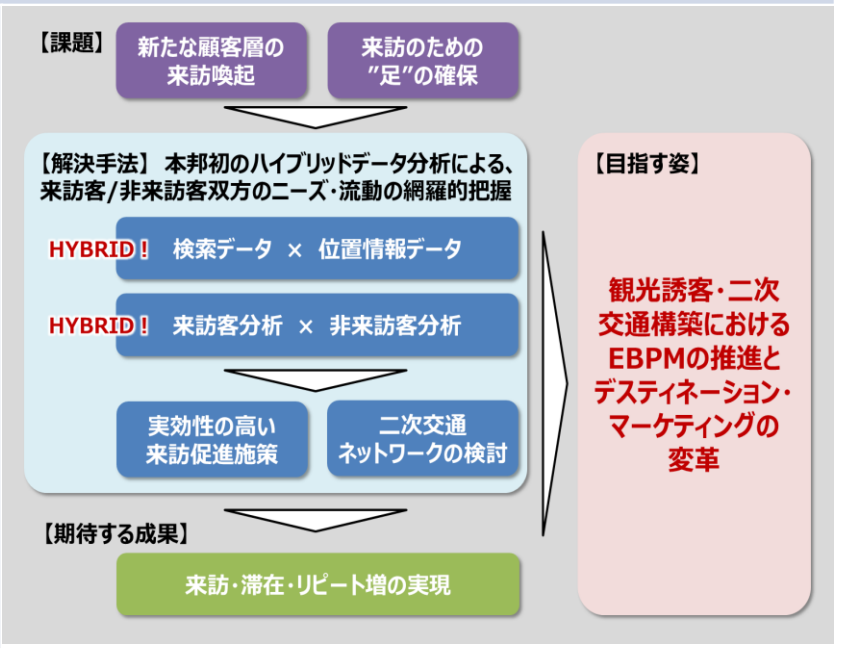 【課題】
新たな顧客層の
来訪喚起
来訪のための
”足”の確保
【解決手法】 本邦初のハイブリッドデータ分析による、
来訪客/非来訪客双方のニーズ・流動の網羅的把握
HYBRID! 検索データ × 位置情報データ
HYBRID! 来訪客分析 × 非来訪客分析
実効性の高い
来訪促進施策
二次交通
ネットワークの検討
【期待する成果】
来訪・滞在・リピート増の実現
【目指す姿】
観光誘客・二次
交通構築における
EBPMの推進と
デスティネーション・
マーケティングの
変革